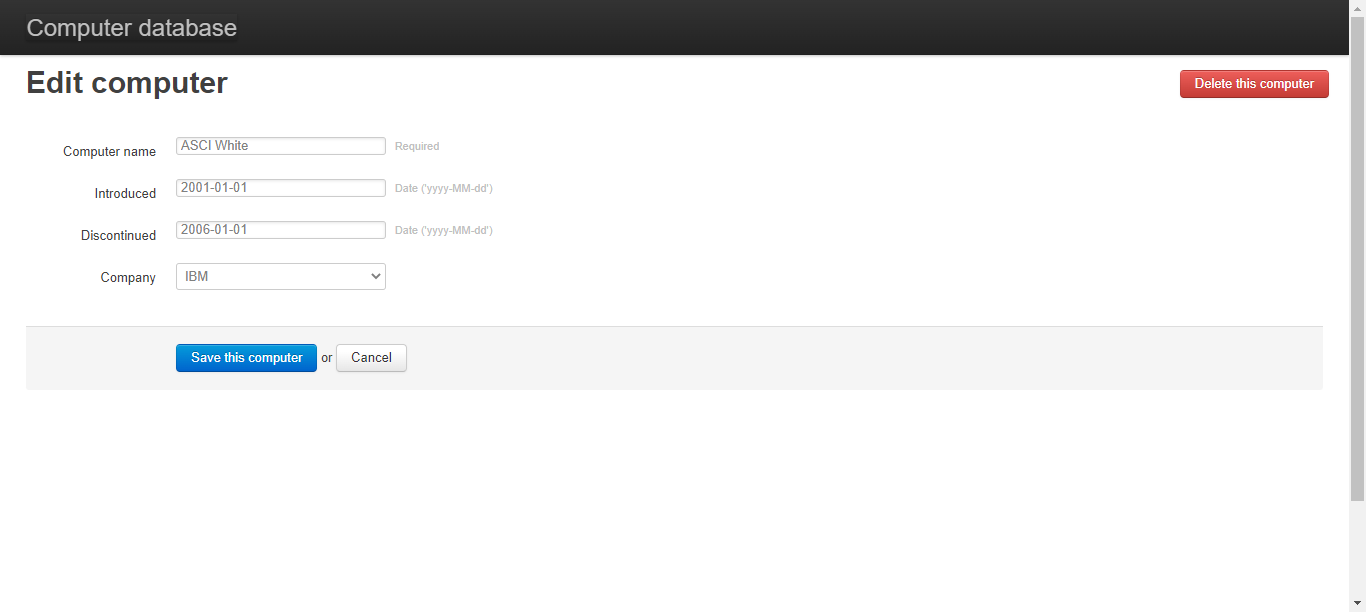 Computer database
Edit computer
Delete this computer
Computer name ASCI White Required
Introduced 2001-01-01 Date ('yyyy-MM-dd')
Discontinued 2006-01-01 Date ('yyyy-MM-dd')
Company IBM
Save this computer or Cancel